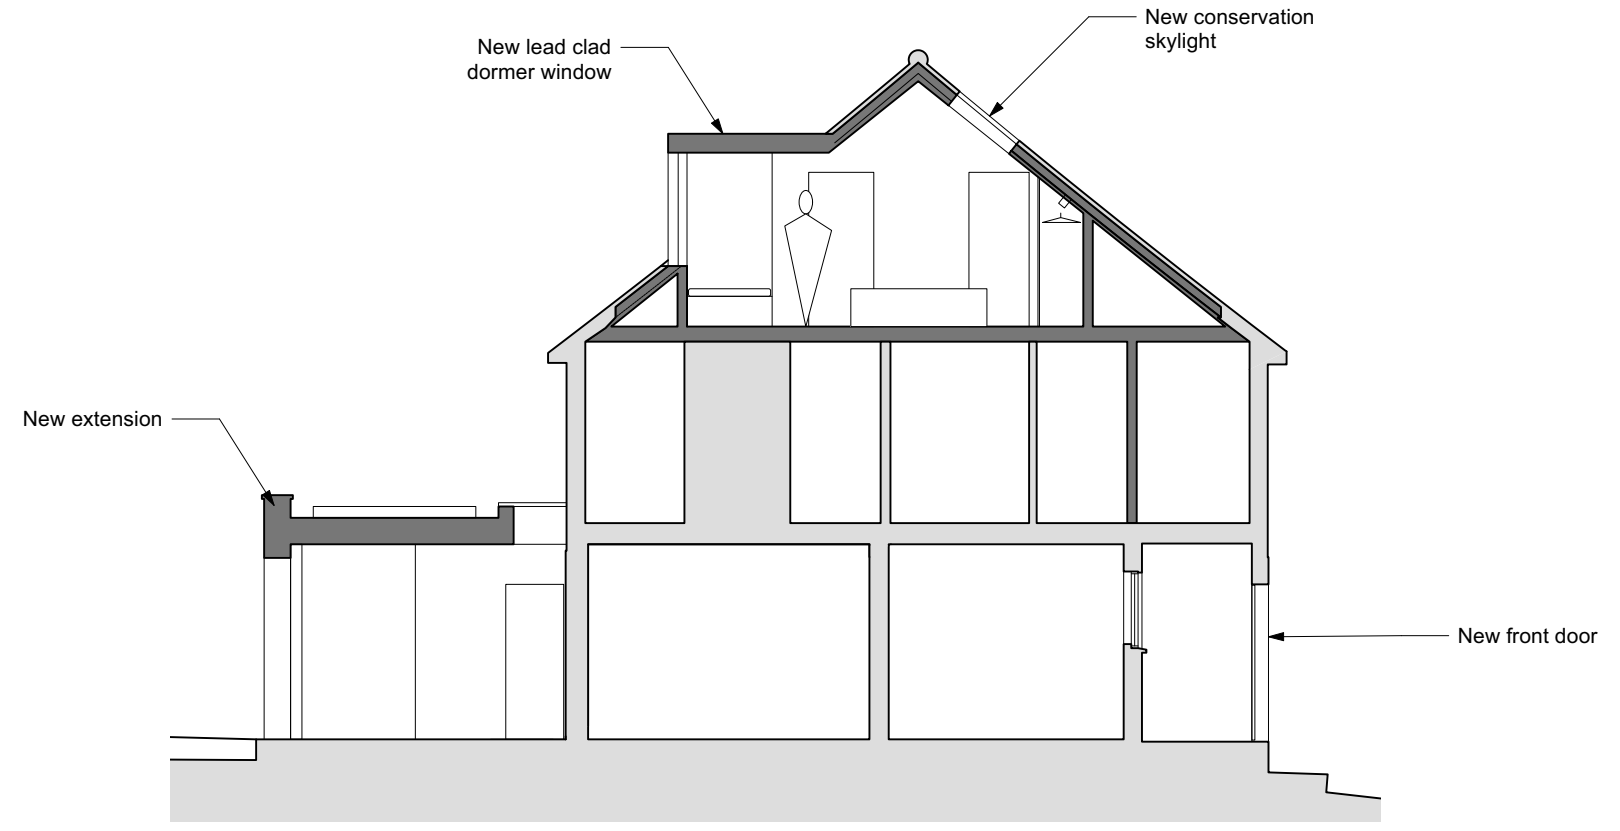 New conservation
skylight
New lead clad
dormer window
New extension
New front door